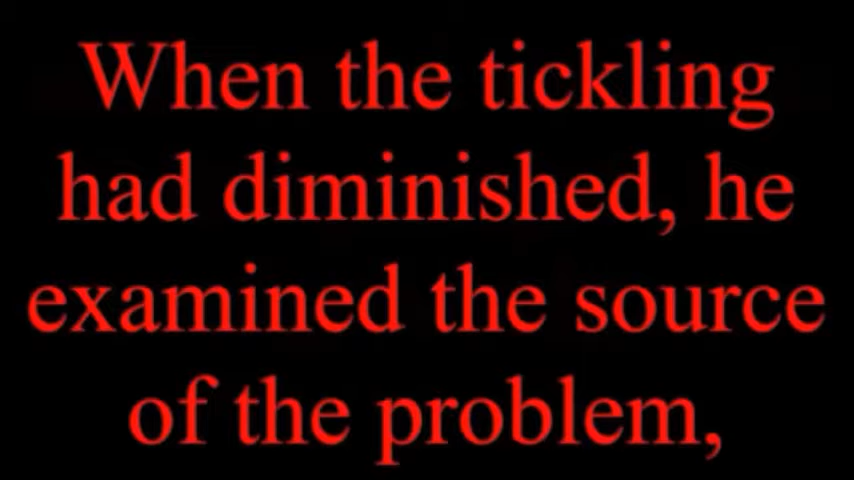 When the tickling
had diminished, he
examined the source
of the problem,